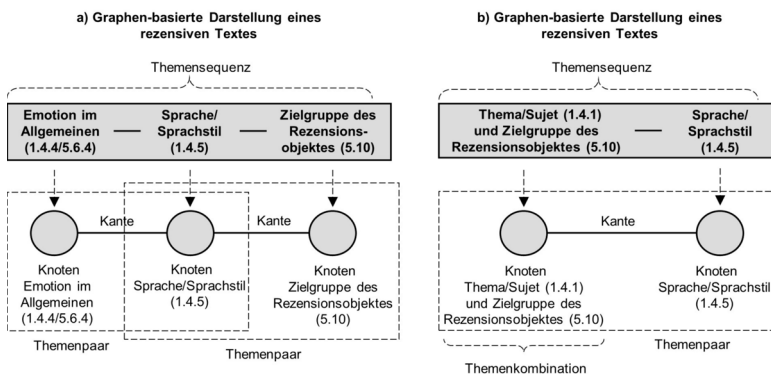 a) Graphen-basierte Darstellung eines
rezensiven Textes
Themensequenz
Emotion im
Allgemeinen
(1.4.4/5.6.4)
Sprache/
Sprachstil
(1.4.5)
Zielgruppe des
Rezensions-
objektes (5.10)
Kante
Kante
Knoten
Emotion im
Allgemeinen
(1.4.4/5.6.4)
Knoten
Sprache/Sprachstil
(1.4.5)
Knoten
Zielgruppe des
Rezensionsobjektes
(5.10)
Themenpaar
Themenpaar
b) Graphen-basierte Darstellung eines
rezensiven Textes
Themensequenz
Thema/Sujet (1.4.1)
und Zielgruppe des
Rezensionsobjektes (5.10)
Sprache/
Sprachstil
(1.4.5)
Kante
Knoten
Thema/Sujet (1.4.1)
und Zielgruppe des
Rezensionsobjektes (5.10)
Knoten
Sprache/Sprachstil
(1.4.5)
Themenpaar
Themenkombination